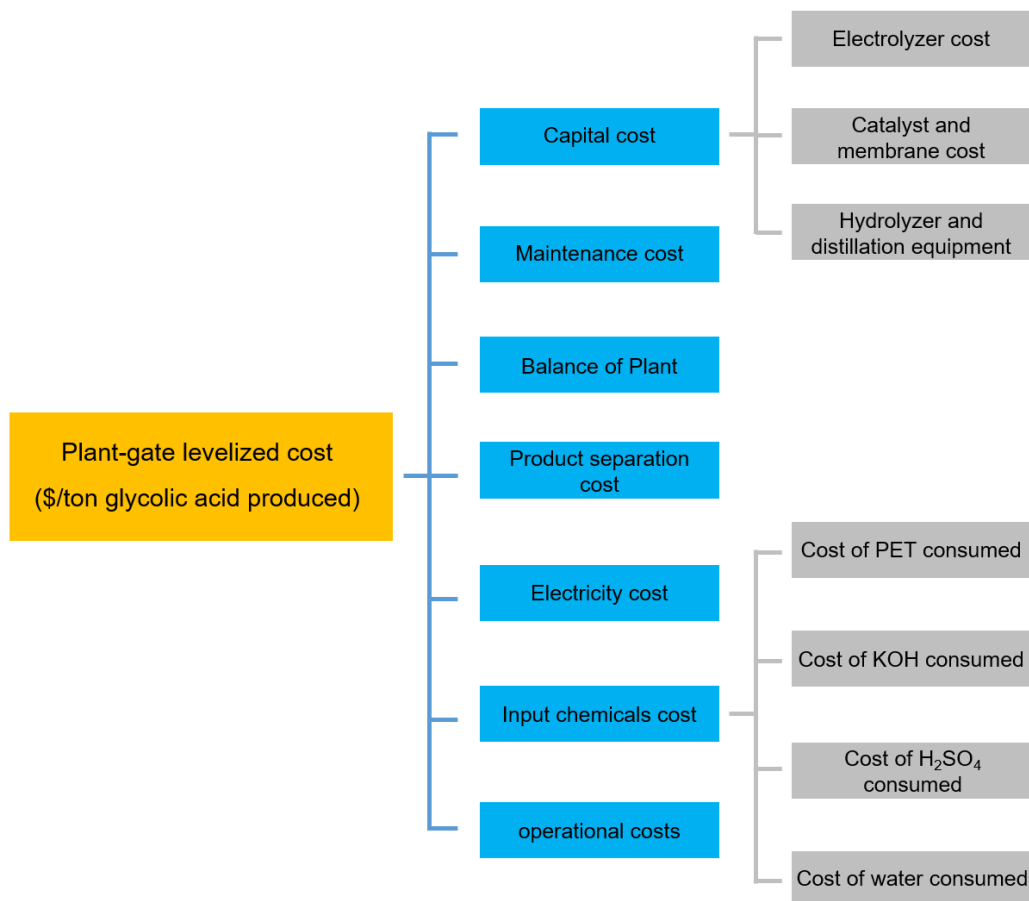 Plant-gate levelized cost
($/ton glycolic acid produced)
Capital cost
Maintenance cost
Balance of Plant
Product separation
cost
Electricity cost
Input chemicals cost
operational costs
Electrolyzer cost
Catalyst and
membrane cost
Hydrolyzer and
distillation equipment
Cost of PET consumed
Cost of KOH consumed
Cost of H₂SO₄
consumed
Cost of water consumed